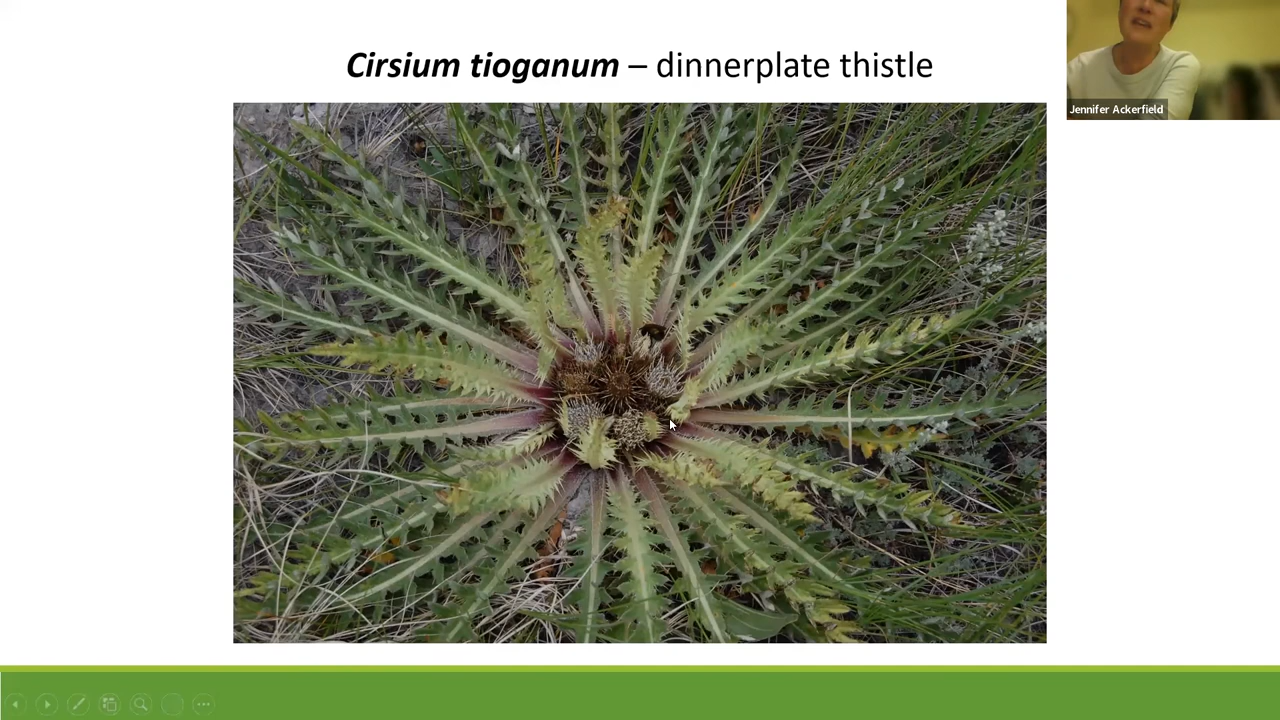 Cirsium tioganum – dinnerplate thistle
Jennifer Ackerfield